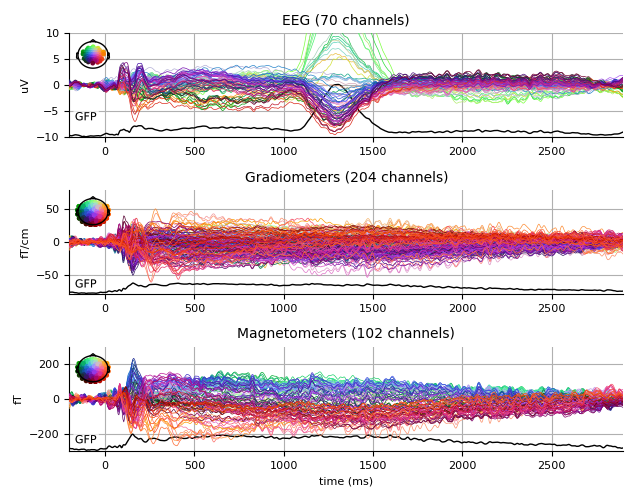 EEG (70 channels)
10
5
0
−5
−10
uV
GFP
0 500 1000 1500 2000 2500
Gradiometers (204 channels)
50
0
−50
fT/cm
GFP
0 500 1000 1500 2000 2500
Magnetometers (102 channels)
200
0
−200
fT
GFP
0 500 1000 1500 2000 2500
time (ms)